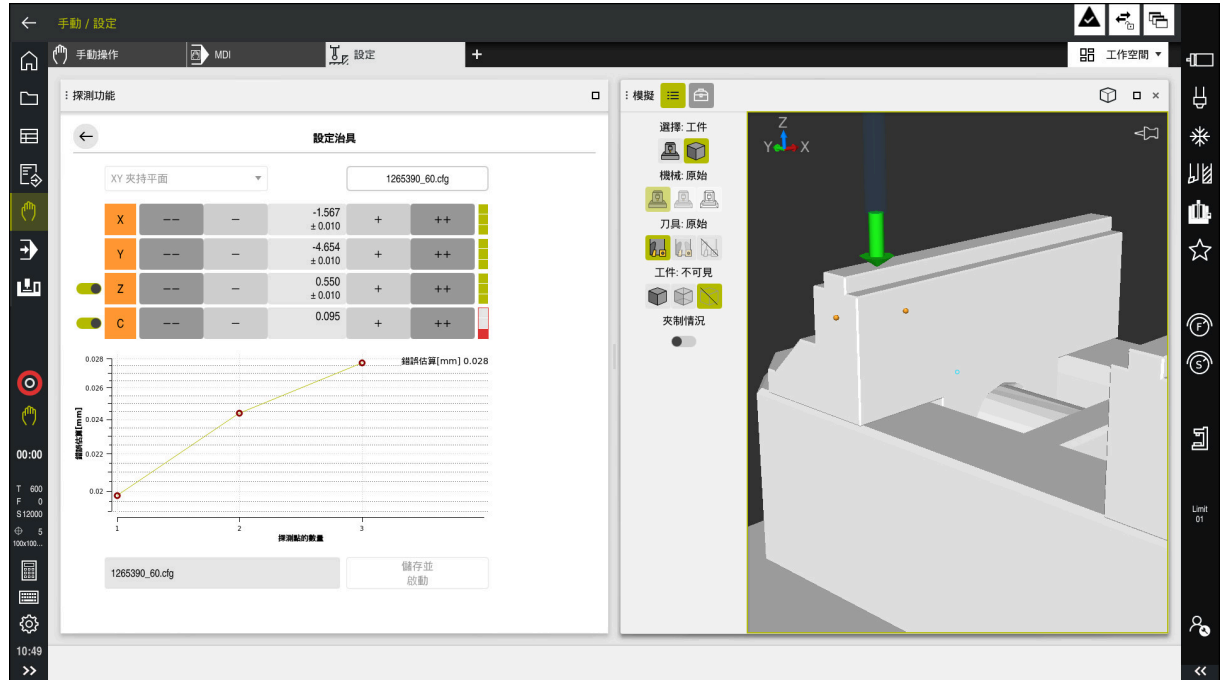 手動 / 設定
手動操作
MDI
設定
+
工作空間
探測功能
設定治具
XY 夾持平面
1265390_60.cfg
X -- - -1.567 ± 0.010 + ++
Y -- - -4.654 ± 0.010 + ++
Z -- - 0.550 ± 0.010 + ++
C -- - 0.095 + ++
錯誤估算[mm] 0.028
錯誤估算[mm]
0.028
0.026
0.024
0.022
0.02
1 2 3
探測點的數量
1265390_60.cfg
儲存並
啟動
模擬
選擇: 工件
機械: 原始
刀具: 原始
工件: 不可見
夾制情況
Z
Y X
00:00
T 600
F 0
S 12000
5
100x100...
10:49
F
S
Limit
01